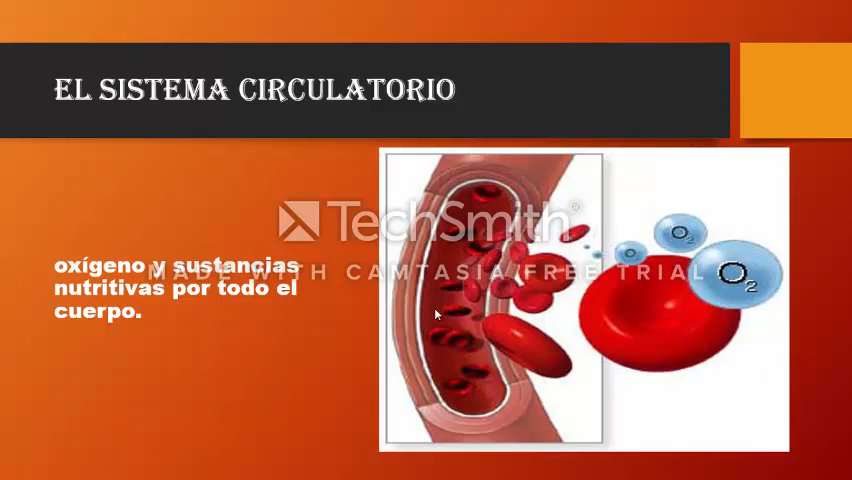 EL SISTEMA CIRCULATORIO
TechSmith®
MADE WITH CAMTASIA FREE TRIAL
oxígeno y sustancias
nutritivas por todo el
cuerpo.
O₂
O₂
O₂